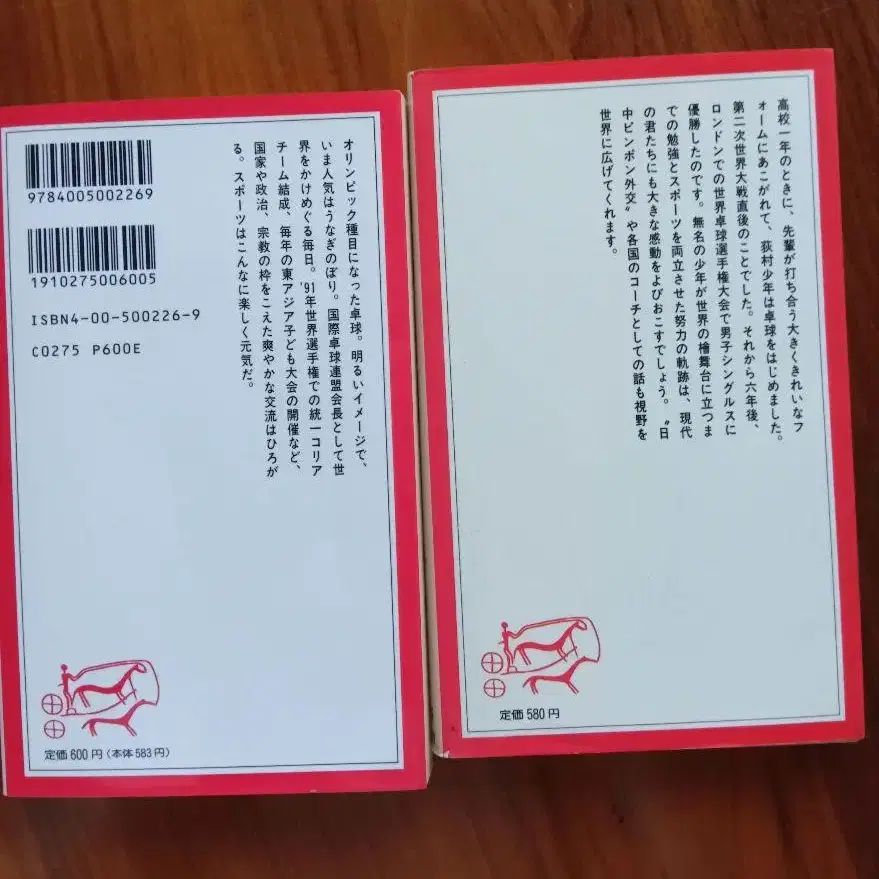 9784005002269
1910275006005
ISBN4-00-500226-9
C0275 P600E
オリンピック種目になった卓球。明るいイメージで、
いま人気はうなぎのぼり。国際卓球連盟会長として世
界をかけめぐる毎日。'91年世界選手権での統一コリア
チーム結成、毎年の東アジア子ども大会の開催など、
国家や政治、宗教の枠をこえた爽やかな交流はひろが
る。スポーツはこんなに楽しく元気だ。
定価600円(本体583円)
高校一年のときに、先輩が打ち合う大きくきれいなフ
ォームにあこがれて、荻村少年は卓球をはじめました。
第二次世界大戦直後のことでした。それから六年後、
ロンドンでの世界卓球選手権大会で男子シングルスに
優勝したのです。無名の少年が世界の檜舞台に立つま
での勉強とスポーツを両立させた努力の軌跡は、現代
の君たちにも大きな感動をよびおこすでしょう。〝日
中ピンポン外交〟や各国のコーチとしての話も視野を
世界に広げてくれます。
定価580円